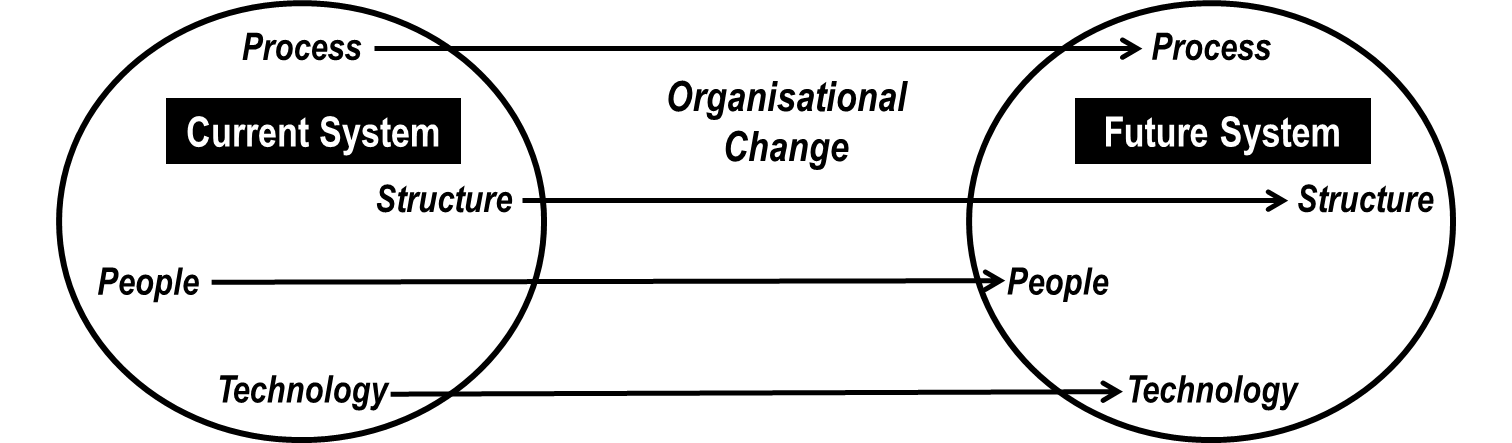 Process
Process
Organisational
Change
Current System
Future System
Structure
Structure
People
People
Technology
Technology